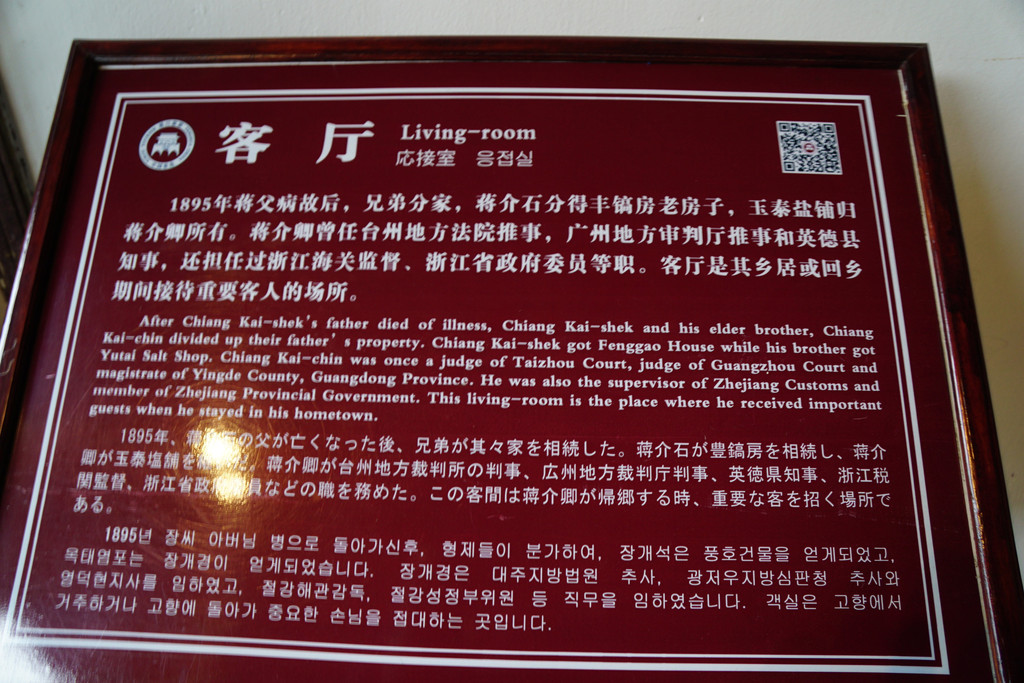 客厅 Living-room
応接室 응접실
1895年蒋父病故后，兄弟分家，蒋介石分得丰镐房老房子，玉泰盐铺归
蒋介卿所有。蒋介卿曾任台州地方法院推事，广州地方审判厅推事和英德县
知事，还担任过浙江海关监督、浙江省政府委员等职。客厅是其乡居或回乡
期间接待重要客人的场所。
After Chiang Kai-shek's father died of illness, Chiang Kai-shek and his elder brother, Chiang
Kai-chin divided up their father's property. Chiang Kai-shek got Fenggao House while his brother got
Yutai Salt Shop. Chiang Kai-chin was once a judge of Taizhou Court, judge of Guangzhou Court and
magistrate of Yingde County, Guangdong Province. He was also the supervisor of Zhejiang Customs and
member of Zhejiang Provincial Government. This living-room is the place where he received important
guests when he stayed in his hometown.
1895年、蒋 の父が亡くなった後、兄弟が其々家を相続した。蒋介石が豊鎬房を相続し、蒋介
卿が玉泰塩舗を た。蒋介卿が台州地方裁判所の判事、広州地方裁判庁判事、英徳県知事、浙江税
関監督、浙江省政 員などの職を務めた。この客間は蒋介卿が帰郷する時、重要な客を招く場所で
ある。
1895년 장씨 아버님 병으로 돌아가신후, 형제들이 분가하여, 장개석은 풍호건물을 얻게되었고,
옥태염포는 장개경이 얻게되었습니다. 장개경은 대주지방법원 추사, 광저우지방심판청 추사와
영덕현지사를 임하였고, 절강해관감독, 절강성정부위원 등 직무을 임하였습니다. 객실은 고향에서
거주하거나 고향에 돌아가 중요한 손님을 접대하는 곳입니다.